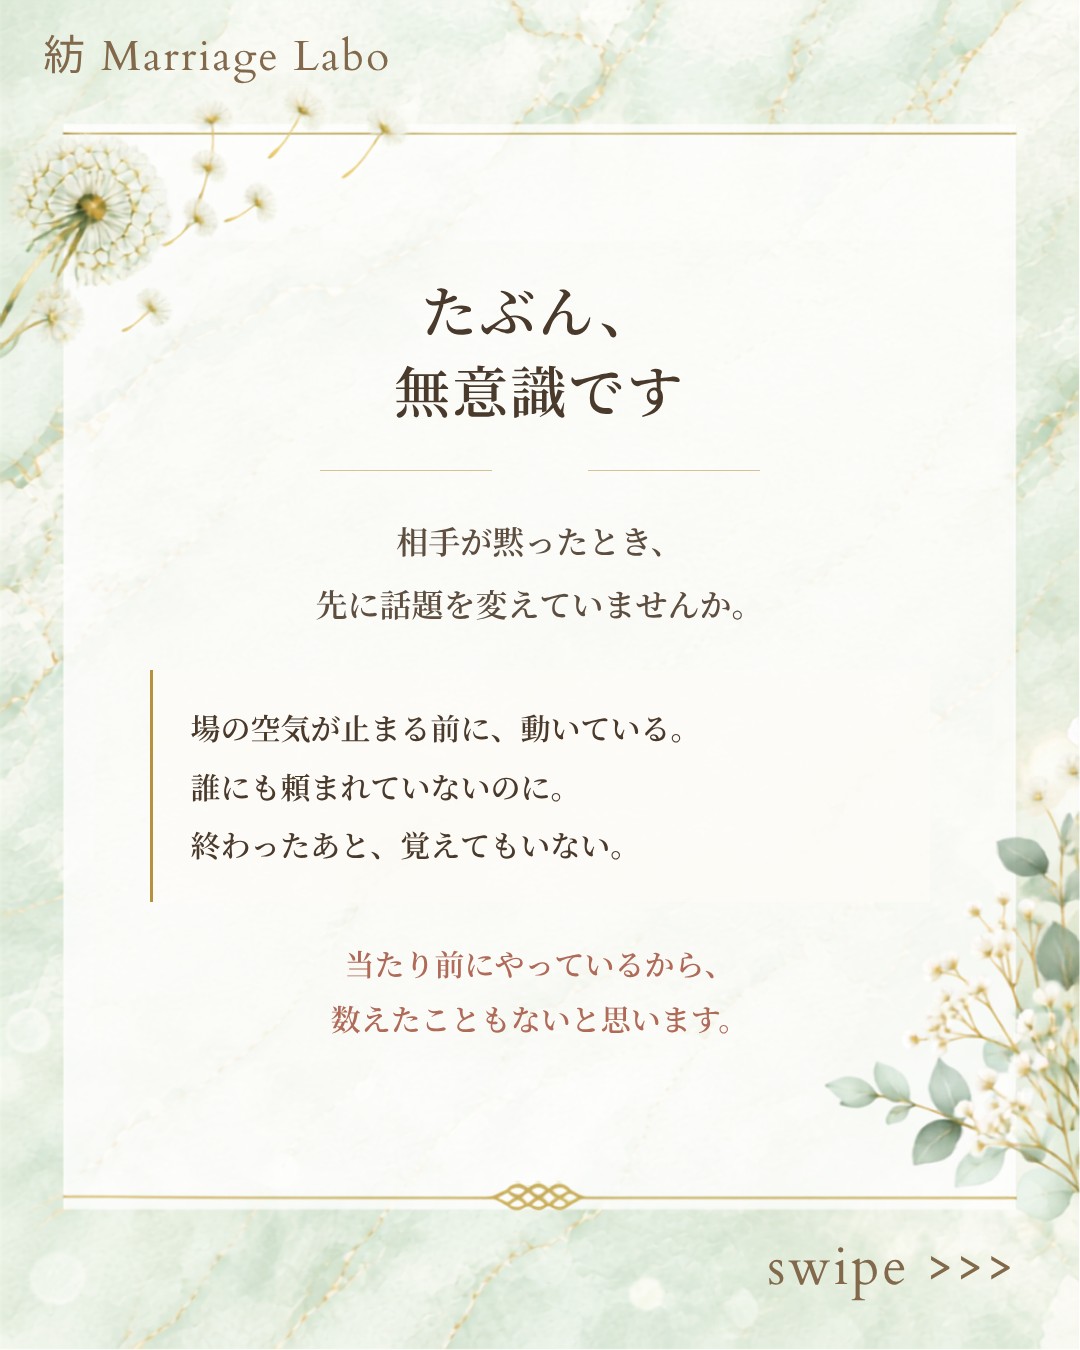 紡 Marriage Labo
たぶん、
無意識です
相手が黙ったとき、
先に話題を変えていませんか。
場の空気が止まる前に、動いている。
誰にも頼まれていないのに。
終わったあと、覚えてもいない。
当たり前にやっているから、
数えたこともないと思います。
swipe >>>